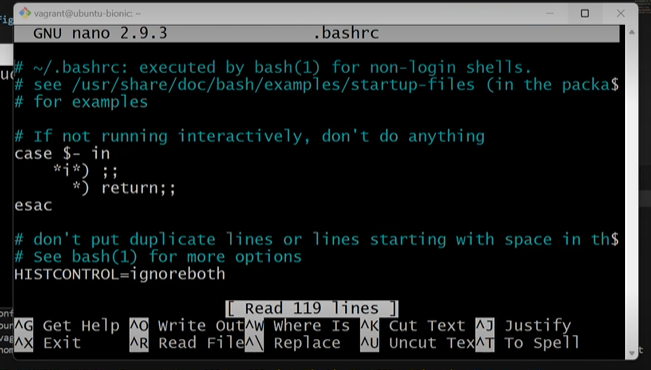 vagrant@ubuntu-bionic: ~
GNU nano 2.9.3 .bashrc
# ~/.bashrc: executed by bash(1) for non-login shells.
# see /usr/share/doc/bash/examples/startup-files (in the packa$
# for examples
# If not running interactively, don't do anything
case $- in
    *i*) ;;
      *) return;;
esac
# don't put duplicate lines or lines starting with space in th$
# See bash(1) for more options
HISTCONTROL=ignoreboth
[ Read 119 lines ]
^G Get Help ^O Write Out ^W Where Is ^K Cut Text ^J Justify
^X Exit ^R Read File ^\ Replace ^U Uncut Tex ^T To Spell